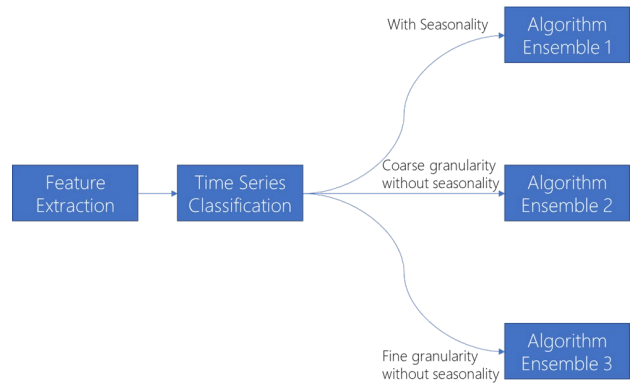 With Seasonality
Algorithm
Ensemble 1
Feature
Extraction
Time Series
Classification
Coarse granularity
without seasonality
Algorithm
Ensemble 2
Fine granularity
without seasonality
Algorithm
Ensemble 3